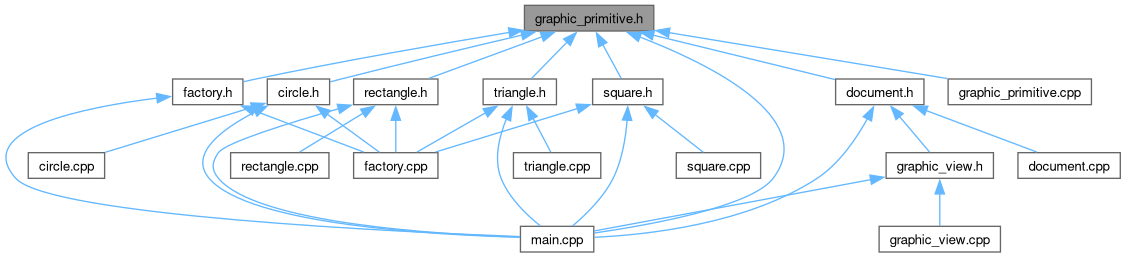 graphic_primitive.h
factory.h
circle.h
rectangle.h
triangle.h
square.h
document.h
graphic_primitive.cpp
circle.cpp
rectangle.cpp
factory.cpp
triangle.cpp
square.cpp
graphic_view.h
document.cpp
main.cpp
graphic_view.cpp